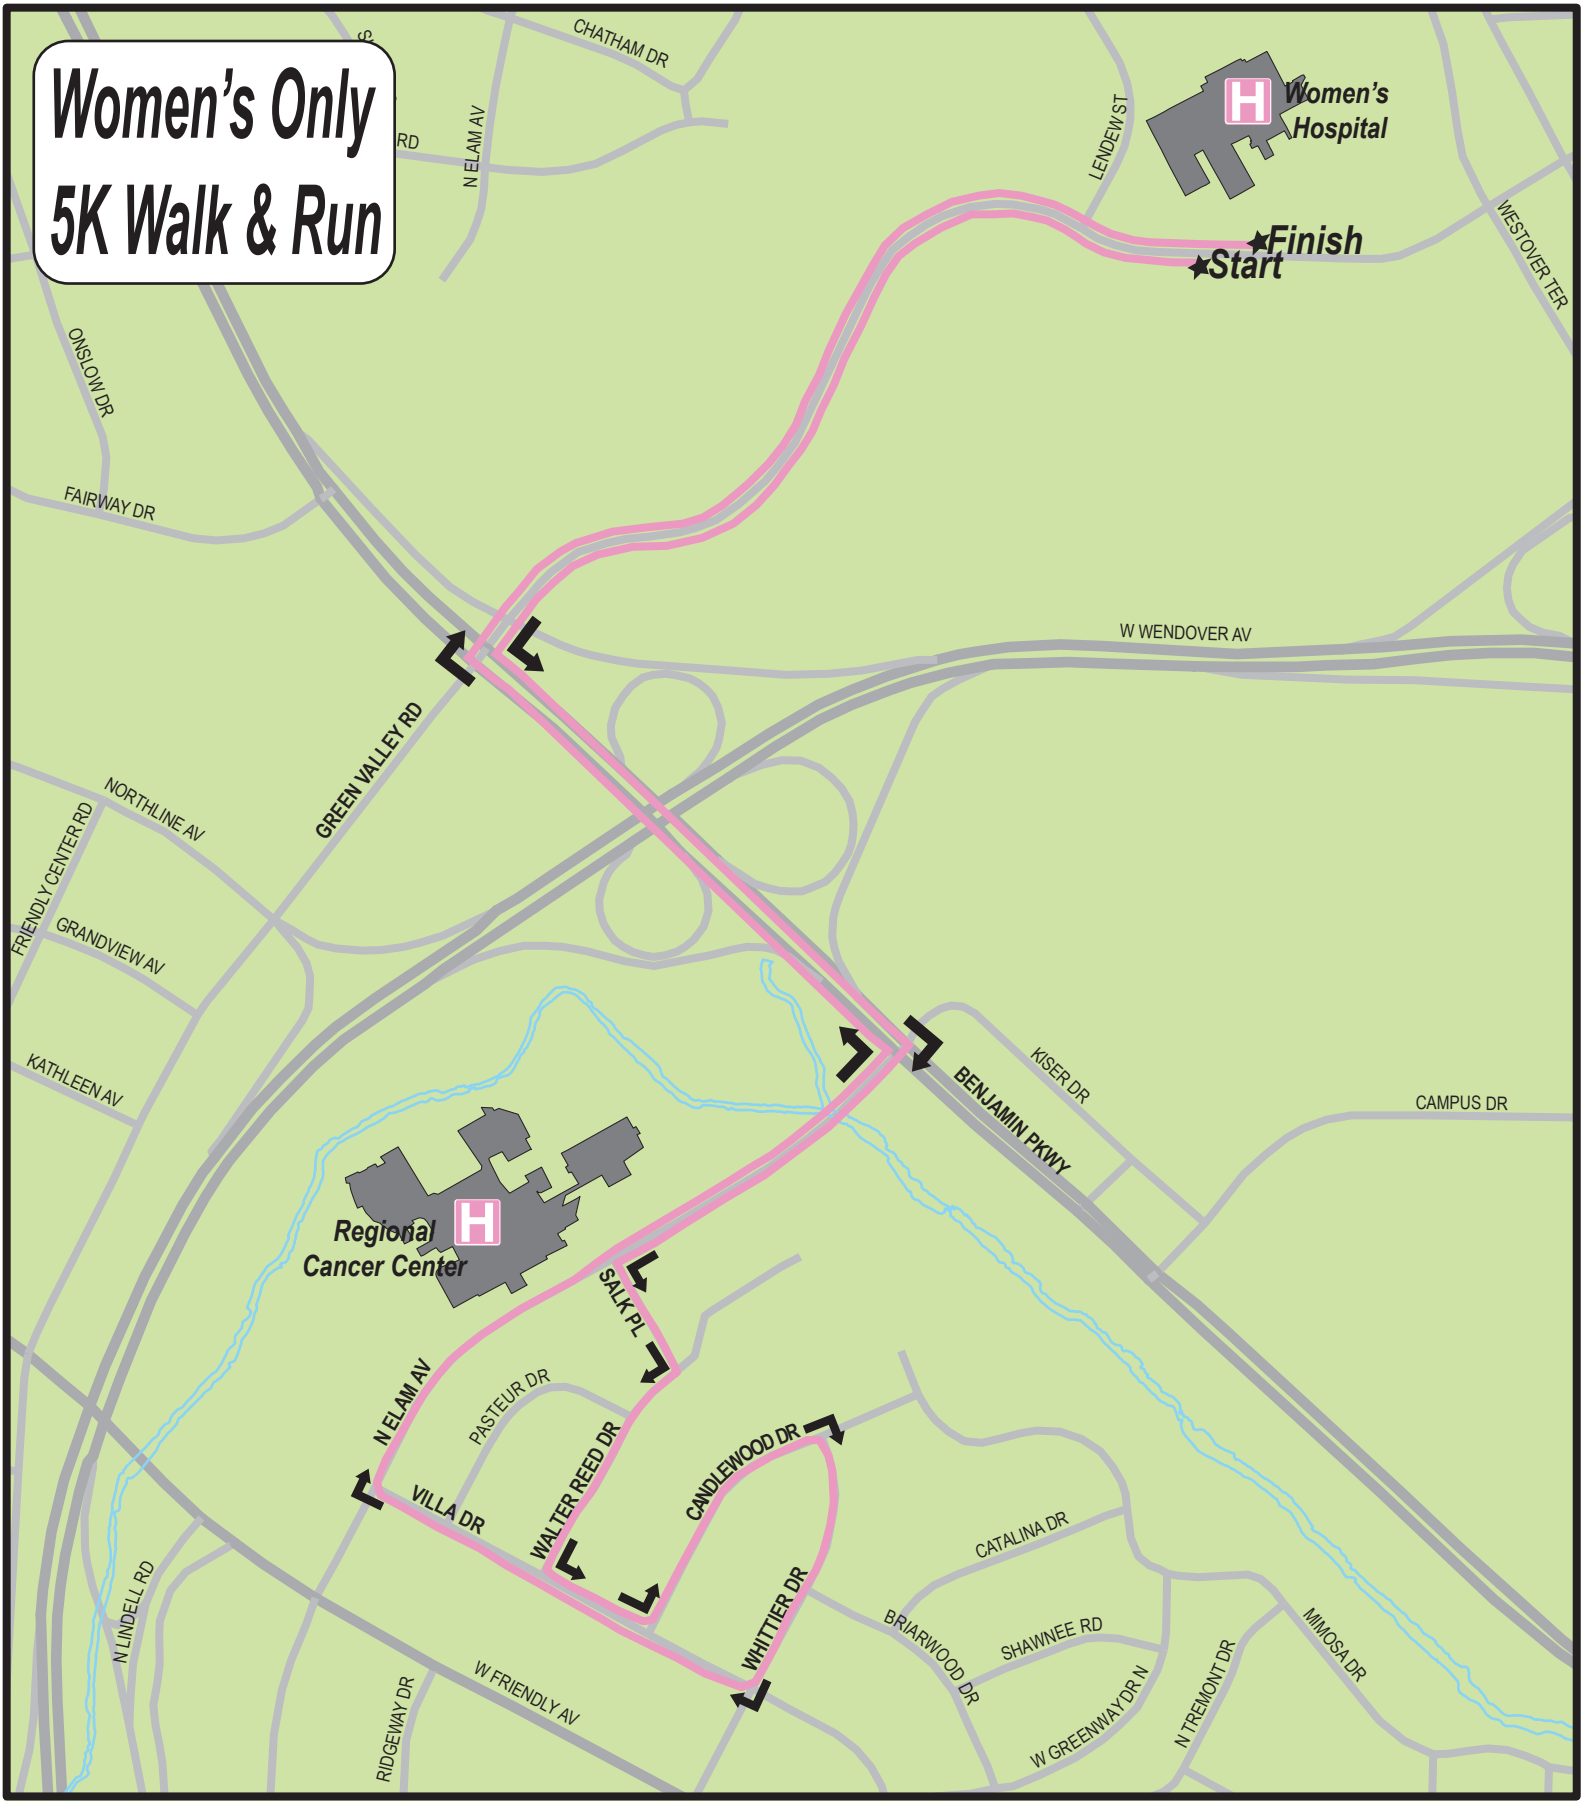 Women's Only
5K Walk & Run
CHATHAM DR
RD
N ELAM AV
LENDEW ST
H
Women's
Hospital
WESTOVER TER
Finish
Start
ONSLOW DR
FAIRWAY DR
W WENDOVER AV
GREEN VALLEY RD
NORTHLINE AV
FRIENDLY CENTER RD
GRANDVIEW AV
KATHLEEN AV
KISER DR
BENJAMIN PKWY
CAMPUS DR
H
Regional
Cancer Center
SALK PL
N ELAM AV
PASTEUR DR
WALTER REED DR
CANDLEWOOD DR
VILLA DR
WHITTIER DR
CATALINA DR
BRIARWOOD DR
SHAWNEE RD
MIMOSA DR
N LINDELL RD
W FRIENDLY AV
RIDGEWAY DR
W GREENWAY DR N
N TREMONT DR